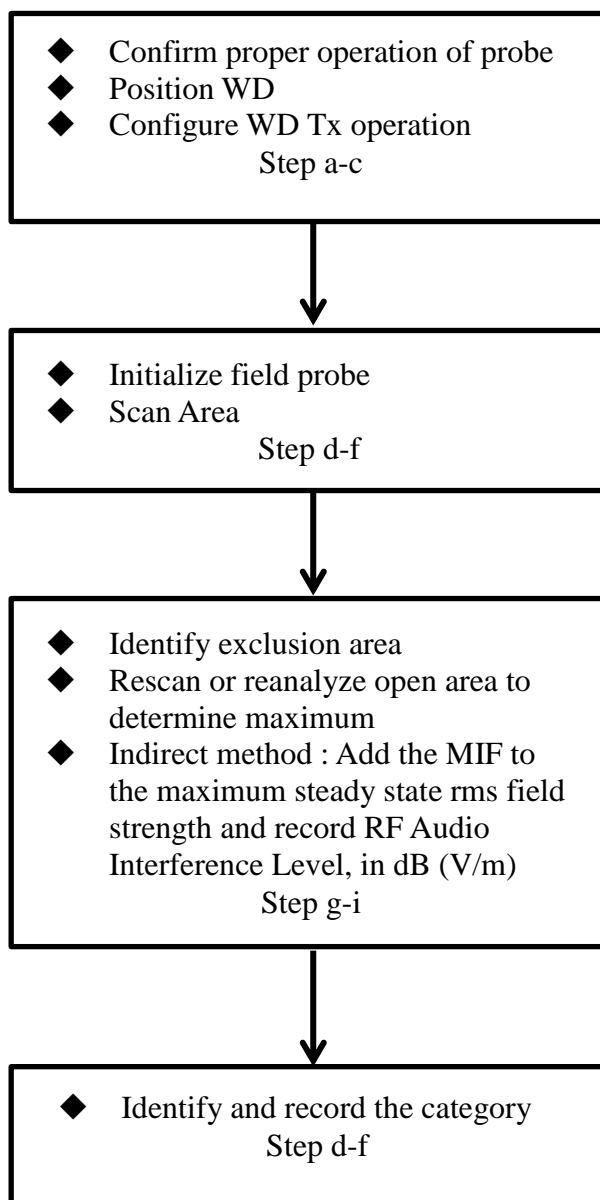 ◆ Confirm proper operation of probe
◆ Position WD
◆ Configure WD Tx operation
Step a-c
◆ Initialize field probe
◆ Scan Area
Step d-f
◆ Identify exclusion area
◆ Rescan or reanalyze open area to
determine maximum
◆ Indirect method : Add the MIF to
the maximum steady state rms field
strength and record RF Audio
Interference Level, in dB (V/m)
Step g-i
◆ Identify and record the category
Step d-f